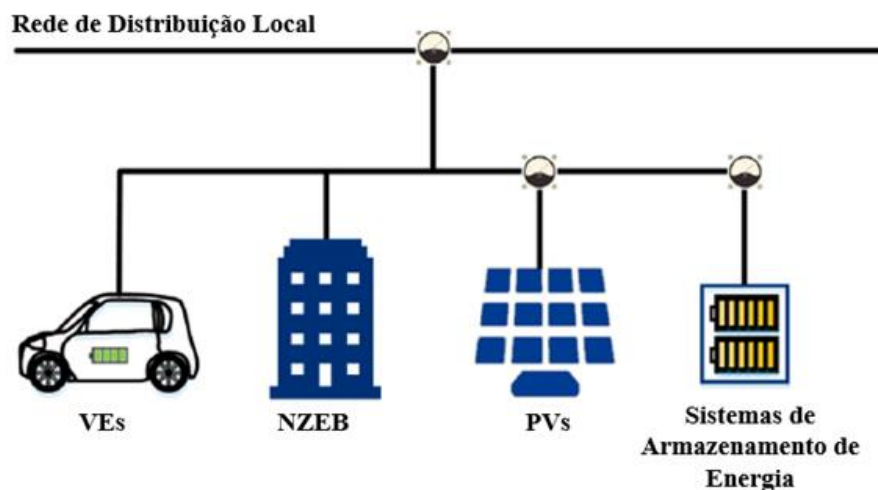 Rede de Distribuição Local
VEs
NZEB
PVs
Sistemas de
Armazenamento de
Energia